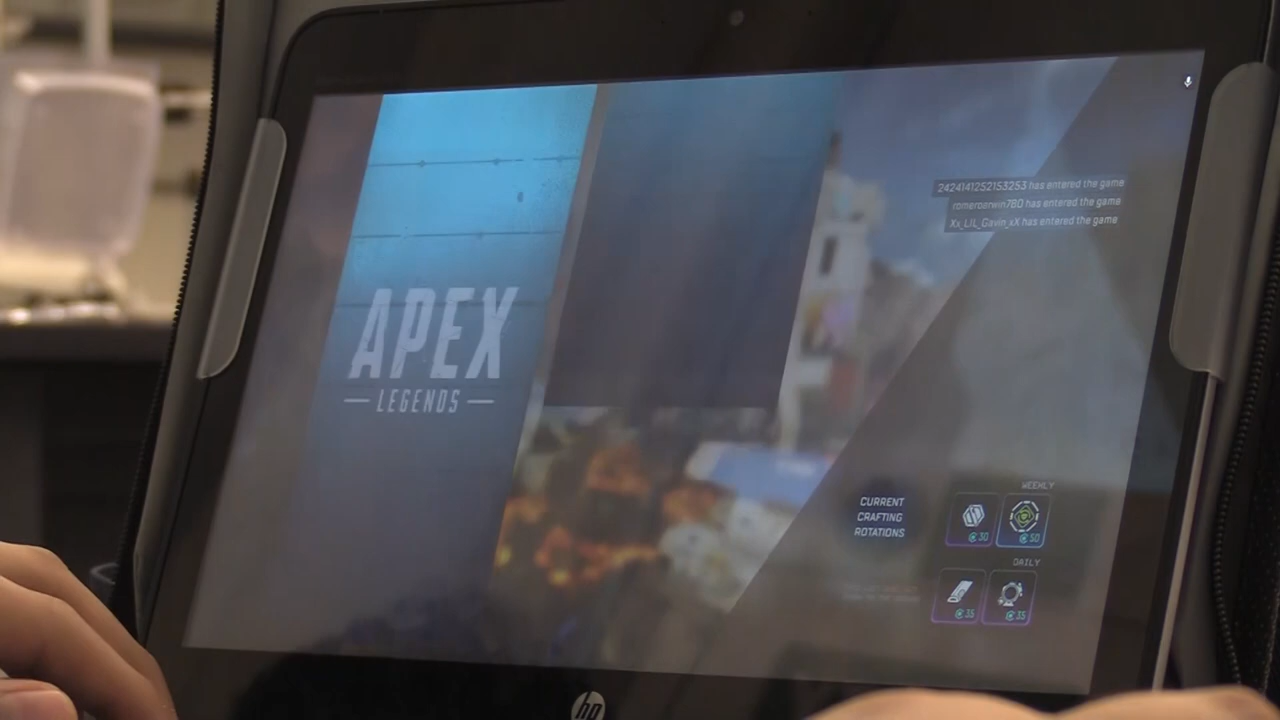 2424141252153253 has entered the game
romeroerwin780 has entered the game
Xx_LIL_Gavin_xX has entered the game
APEX
LEGENDS
WEEKLY
CURRENT
CRAFTING
ROTATIONS
30
50
DAILY
35
35
hp